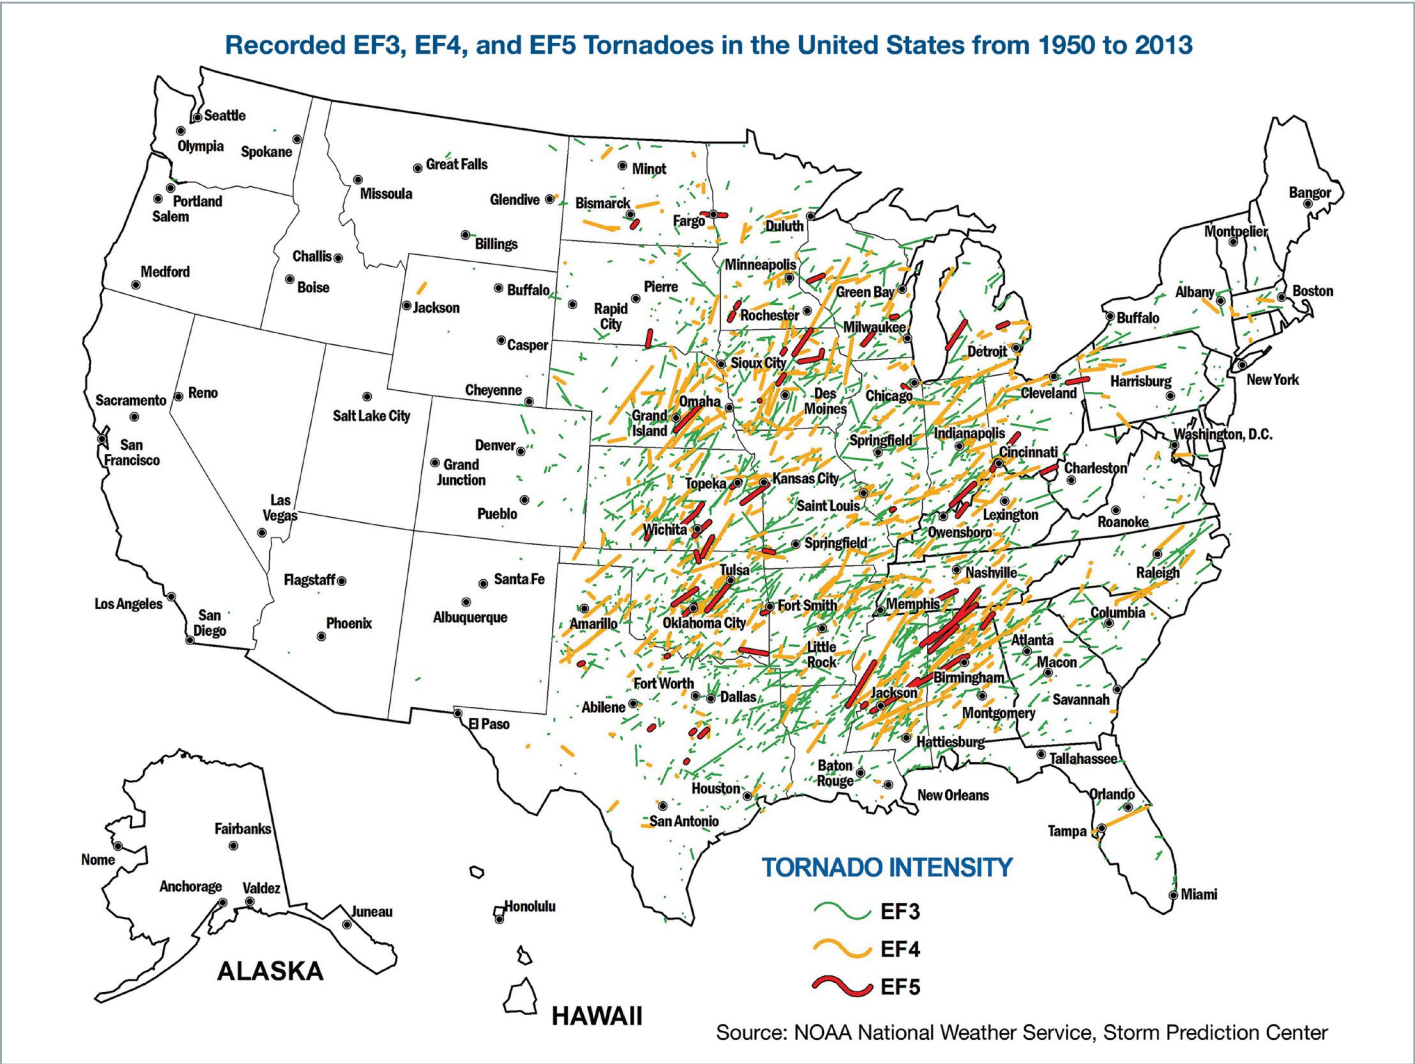 Recorded EF3, EF4, and EF5 Tornadoes in the United States from 1950 to 2013
Seattle
Olympia
Spokane
Portland
Salem
Medford
Great Falls
Missoula
Glendive
Billings
Challis
Boise
Jackson
Buffalo
Casper
Cheyenne
Minot
Bismarck
Fargo
Duluth
Pierre
Rapid
City
Minneapolis
Rochester
Green Bay
Milwaukee
Detroit
Bangor
Montpelier
Albany
Boston
Buffalo
New York
Harrisburg
Cleveland
Washington, D.C.
Sacramento
Reno
San
Francisco
Salt Lake City
Las
Vegas
Denver
Grand
Junction
Pueblo
Sioux City
Omaha
Grand
Island
Des
Moines
Chicago
Springfield
Indianapolis
Cincinnati
Charleston
Topeka
Kansas City
Saint Louis
Lexington
Owensboro
Roanoke
Wichita
Springfield
Los Angeles
San
Diego
Flagstaff
Phoenix
Santa Fe
Albuquerque
Amarillo
Tulsa
Oklahoma City
Fort Smith
Little
Rock
Memphis
Nashville
Raleigh
Columbia
Atlanta
Macon
Savannah
Birmingham
Montgomery
Jackson
Hattiesburg
El Paso
Fort Worth
Dallas
Abilene
Houston
San Antonio
Baton
Rouge
New Orleans
Tallahassee
Orlando
Tampa
Miami
Fairbanks
Nome
Anchorage
Valdez
Juneau
ALASKA
Honolulu
HAWAII
TORNADO INTENSITY
EF3
EF4
EF5
Source: NOAA National Weather Service, Storm Prediction Center